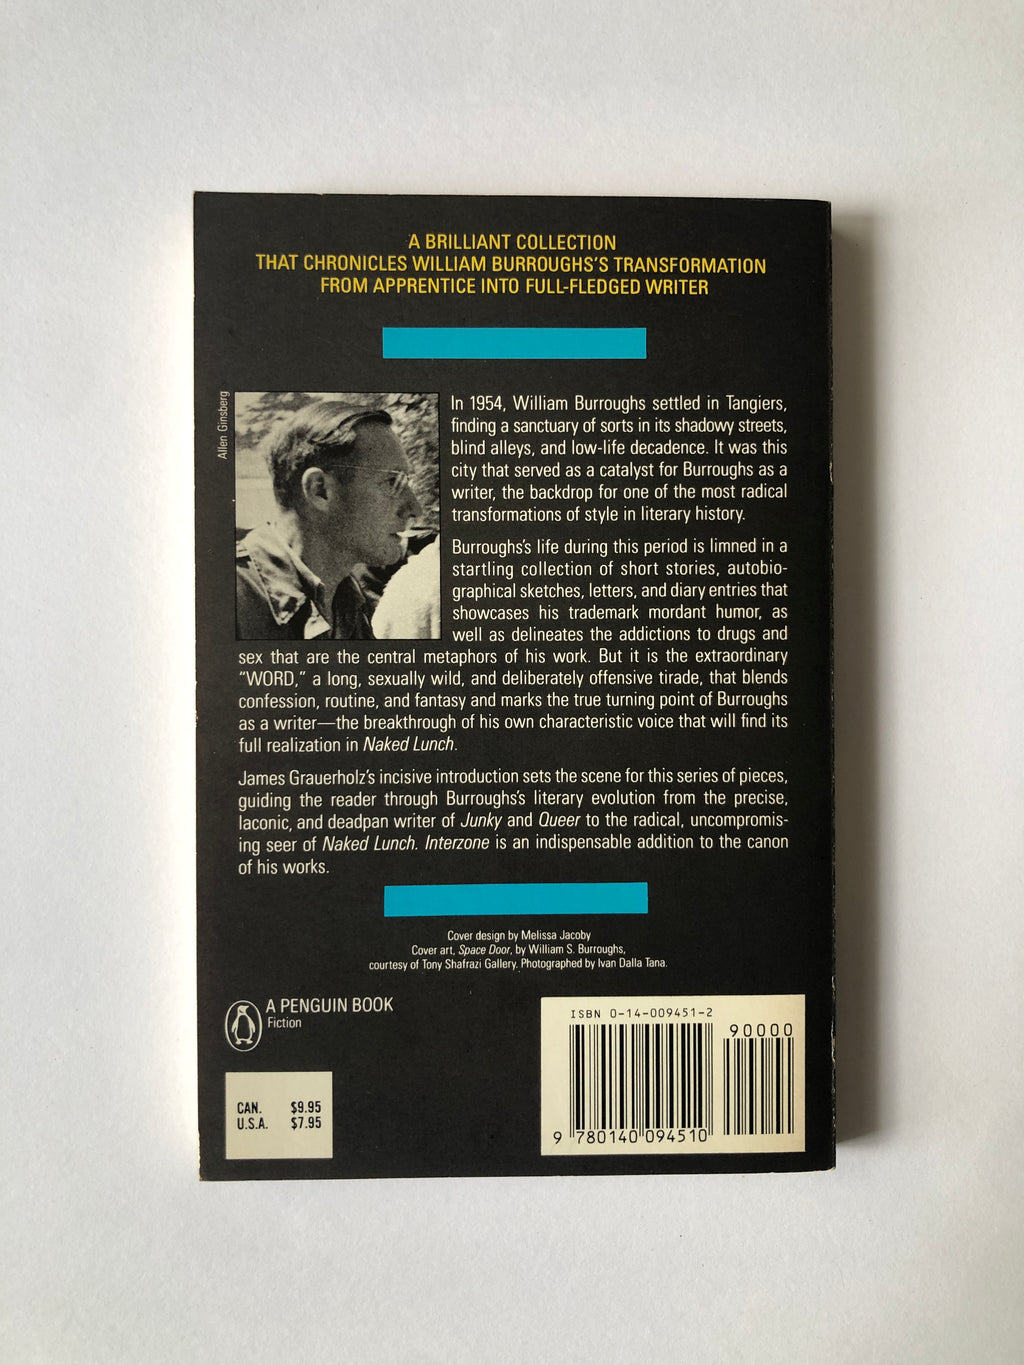 A BRILLIANT COLLECTION
THAT CHRONICLES WILLIAM BURROUGHS'S TRANSFORMATION
FROM APPRENTICE INTO FULL-FLEDGED WRITER
Allen Ginsberg
In 1954, William Burroughs settled in Tangiers,
finding a sanctuary of sorts in its shadowy streets,
blind alleys, and low-life decadence. It was this
city that served as a catalyst for Burroughs as a
writer, the backdrop for one of the most radical
transformations of style in literary history.
Burroughs's life during this period is limned in a
startling collection of short stories, autobio-
graphical sketches, letters, and diary entries that
showcases his trademark mordant humor, as
well as delineates the addictions to drugs and
sex that are the central metaphors of his work. But it is the extraordinary
"WORD," a long, sexually wild, and deliberately offensive tirade, that blends
confession, routine, and fantasy and marks the true turning point of Burroughs
as a writer—the breakthrough of his own characteristic voice that will find its
full realization in Naked Lunch.
James Grauerholz's incisive introduction sets the scene for this series of pieces,
guiding the reader through Burroughs's literary evolution from the precise,
laconic, and deadpan writer of Junky and Queer to the radical, uncompromis-
ing seer of Naked Lunch. Interzone is an indispensable addition to the canon
of his works.
Cover design by Melissa Jacoby
Cover art, Space Door, by William S. Burroughs,
courtesy of Tony Shafrazi Gallery. Photographed by Ivan Dalla Tana.
A PENGUIN BOOK
Fiction
CAN. $9.95
U.S.A. $7.95
ISBN 0-14-009451-2
90000
9 780140 094510